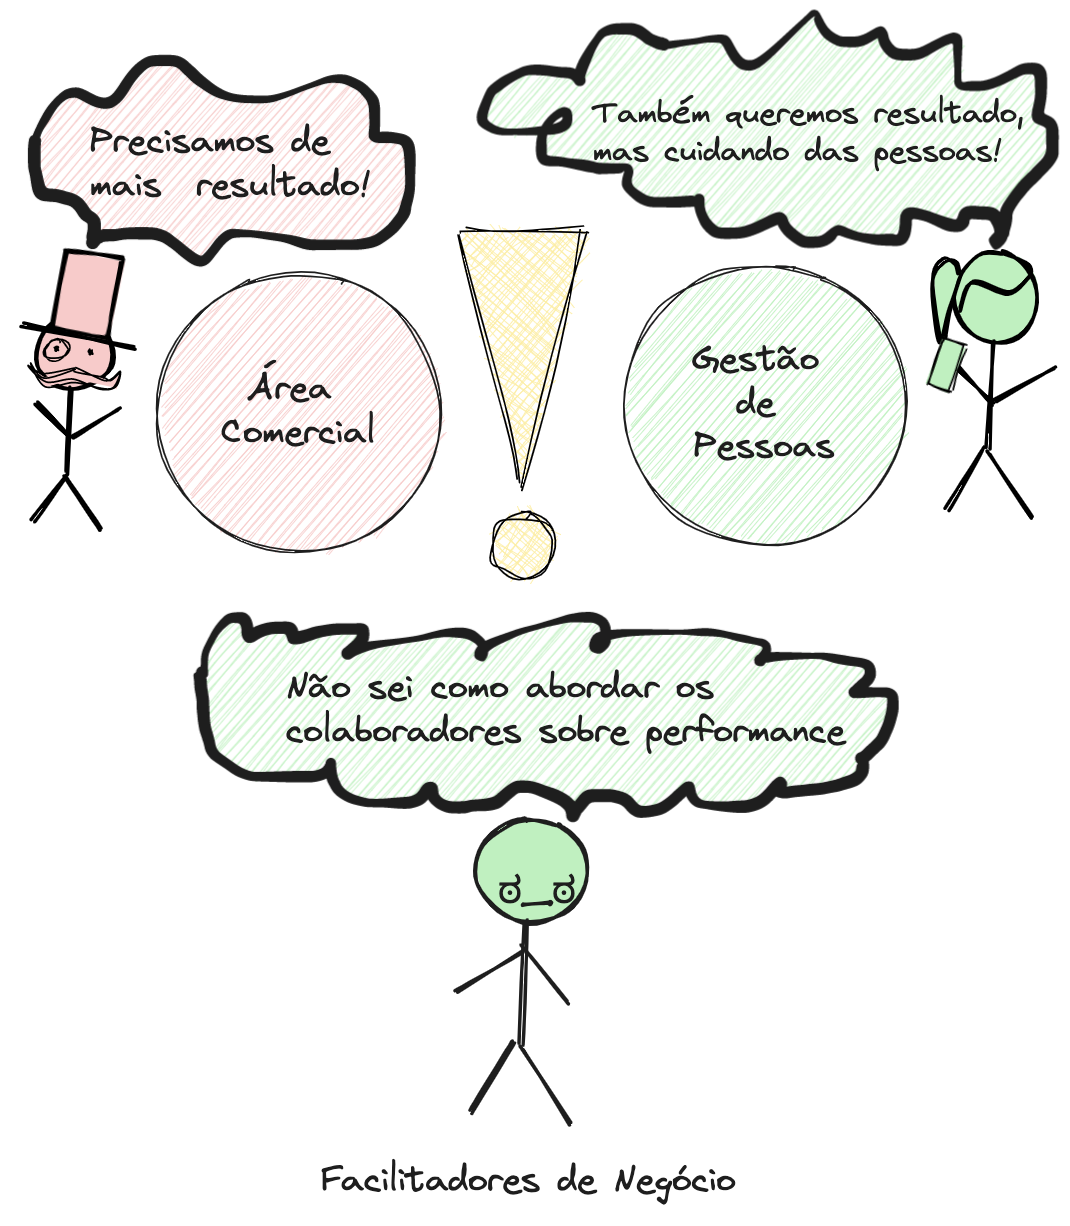 Precisamos de
mais resultado!
Também queremos resultado,
mas cuidando das pessoas!
Área
Comercial
Gestão
de
Pessoas
Não sei como abordar os
colaboradores sobre performance
Facilitadores de Negócio